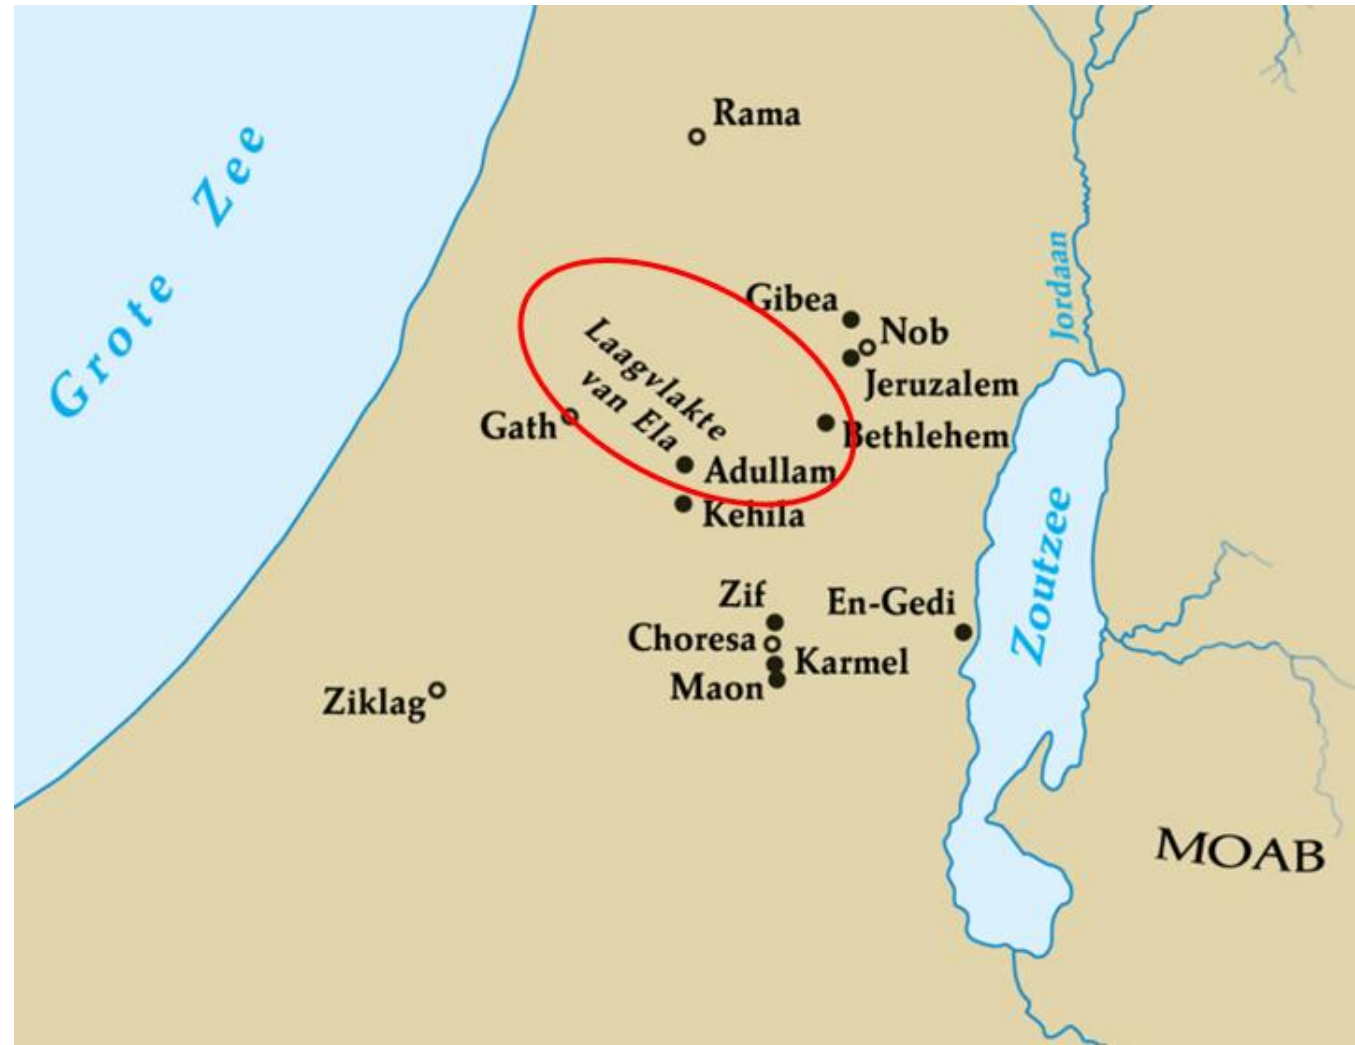 Rama
Grote Zee
Jordaan
Gibea
Nob
Jeruzalem
Laagvlakte
van Ela
Gath
Bethlehem
Adullam
Kehila
Zif
En-Gedi
Zoutzee
Choresa
Karmel
Maon
Ziklag
MOAB